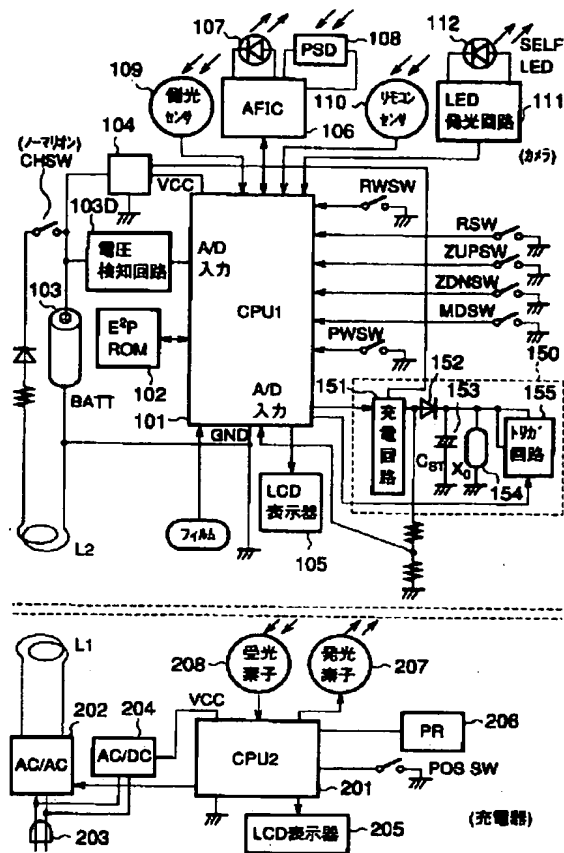 107
PSD
108
112
SELF
LED
109
測光
センサ
AFIC
110
リモコン
センサ
LED
発光回路
111
106
(ノーマリオン)
CHSW
104
(カメラ)
VCC
RWSW
103D
電圧
検知回路
A/D
入力
RSW
ZUPSW
CPU1
ZDNSW
103
MDSW
E²P
ROM
PWSW
150
102
151
152
153
155
BATT
A/D
入力
充電回路
トリガ
回路
101
GND
CST
X0
154
LCD
表示器
L2
フィルム
105
L1
受光
素子
発光
素子
208
207
202
204
VCC
AC/AC
AC/DC
CPU2
PR
206
POS SW
201
203
LCD表示器
205
(充電器)